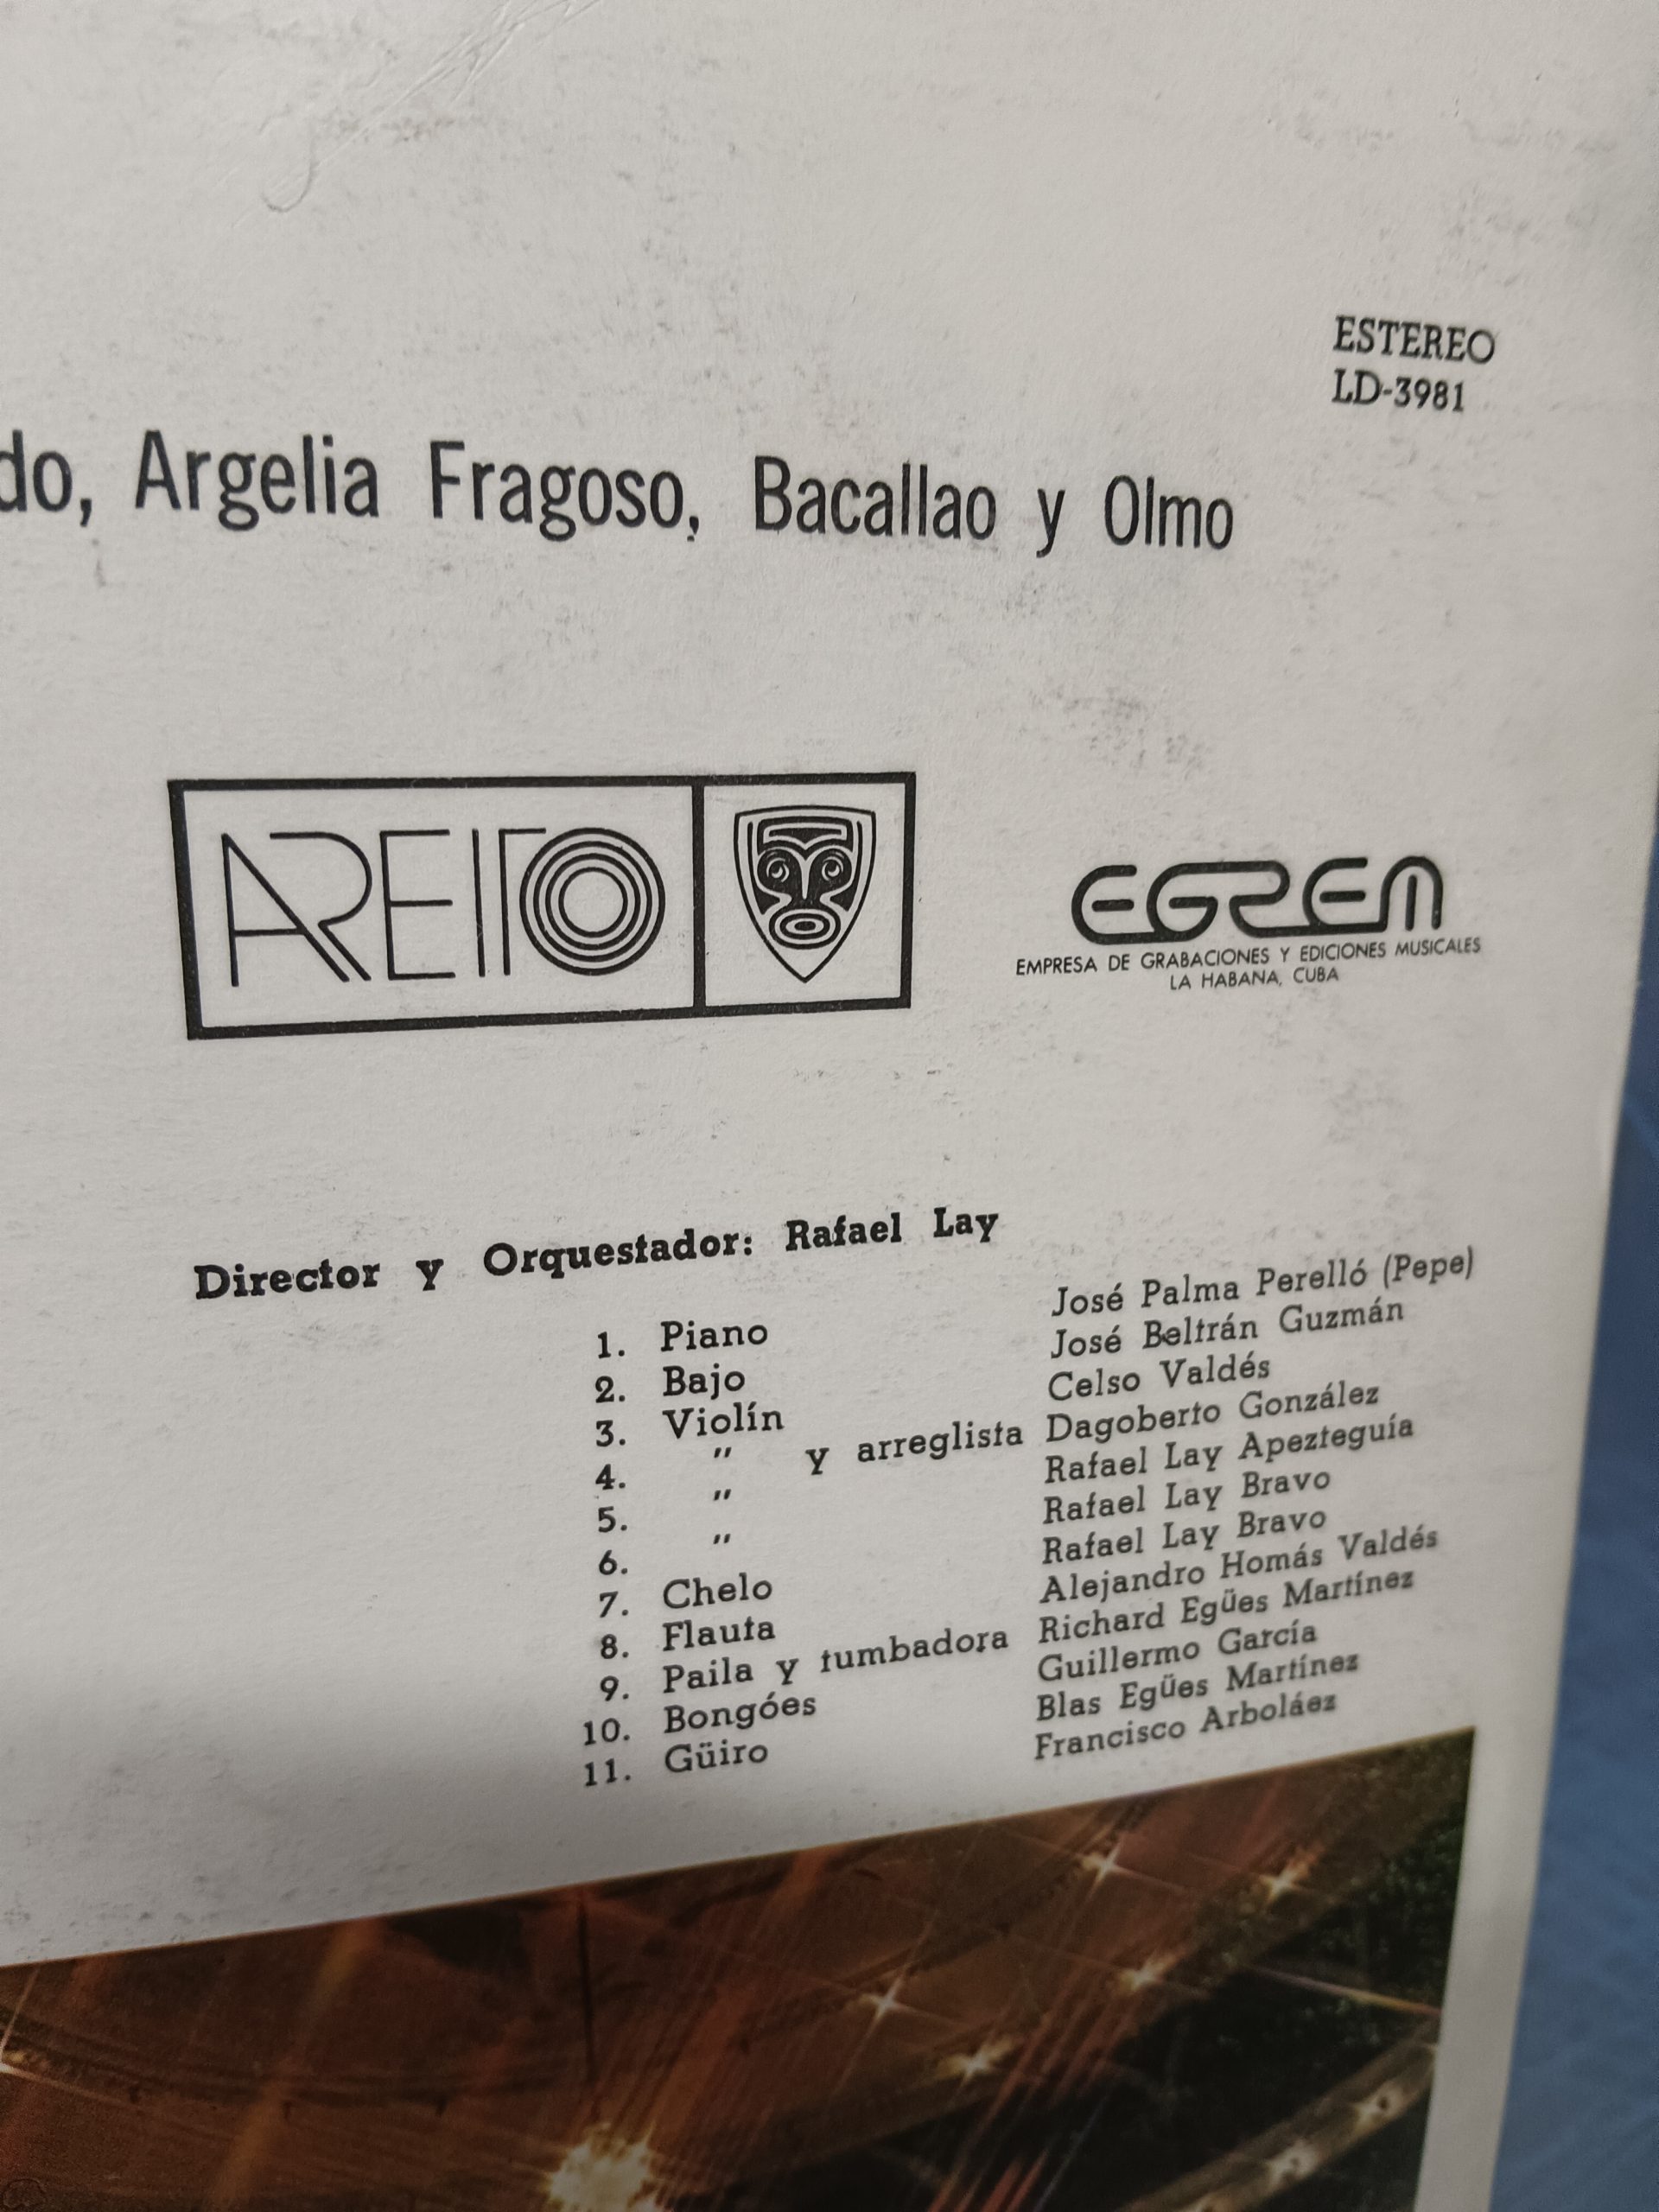 ESTEREO
LD-3981
do, Argelia Fragoso, Bacallao y Olmo
AREITO
EGREM
EMPRESA DE GRABACIONES Y EDICIONES MUSICALES
LA HABANA, CUBA
Director y Orquestador: Rafael Lay
1. Piano José Palma Perelló (Pepe)
2. Bajo José Beltrán Guzmán
3. Violín Celso Valdés
4. " y arreglista Dagoberto González
5. " Rafael Lay Apezteguía
6. " Rafael Lay Bravo
7. Chelo Rafael Lay Bravo
8. Flauta Alejandro Homás Valdés
9. Paila y tumbadora Richard Egües Martínez
10. Bongóes Guillermo García
11. Güiro Blas Egües Martínez
Francisco Arboláez